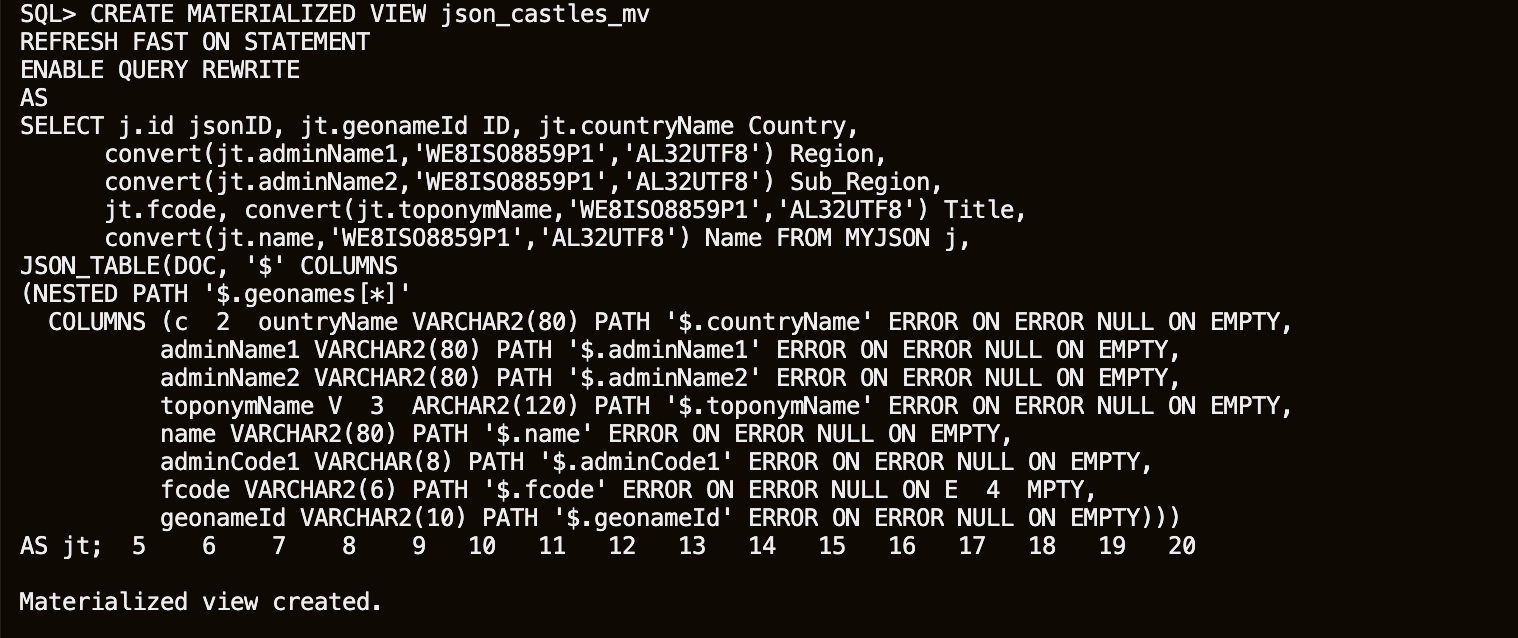 SQL> CREATE MATERIALIZED VIEW json_castles_mv
REFRESH FAST ON STATEMENT
ENABLE QUERY REWRITE
AS
SELECT j.id jsonID, jt.geonameId ID, jt.countryName Country,
      convert(jt.adminName1,'WE8ISO8859P1','AL32UTF8') Region,
      convert(jt.adminName2,'WE8ISO8859P1','AL32UTF8') Sub_Region,
      jt.fcode, convert(jt.toponymName,'WE8ISO8859P1','AL32UTF8') Title,
      convert(jt.name,'WE8ISO8859P1','AL32UTF8') Name FROM MYJSON j,
JSON_TABLE(DOC, '$' COLUMNS
(NESTED PATH '$.geonames[*]'
  COLUMNS (c  2  ountryName VARCHAR2(80) PATH '$.countryName' ERROR ON ERROR NULL ON EMPTY,
          adminName1 VARCHAR2(80) PATH '$.adminName1' ERROR ON ERROR NULL ON EMPTY,
          adminName2 VARCHAR2(80) PATH '$.adminName2' ERROR ON ERROR NULL ON EMPTY,
          toponymName V  3  ARCHAR2(120) PATH '$.toponymName' ERROR ON ERROR NULL ON EMPTY,
          name VARCHAR2(80) PATH '$.name' ERROR ON ERROR NULL ON EMPTY,
          adminCode1 VARCHAR(8) PATH '$.adminCode1' ERROR ON ERROR NULL ON EMPTY,
          fcode VARCHAR2(6) PATH '$.fcode' ERROR ON ERROR NULL ON E  4  MPTY,
          geonameId VARCHAR2(10) PATH '$.geonameId' ERROR ON ERROR NULL ON EMPTY)))
AS jt;  5    6    7    8    9   10   11   12   13   14   15   16   17   18   19   20
Materialized view created.